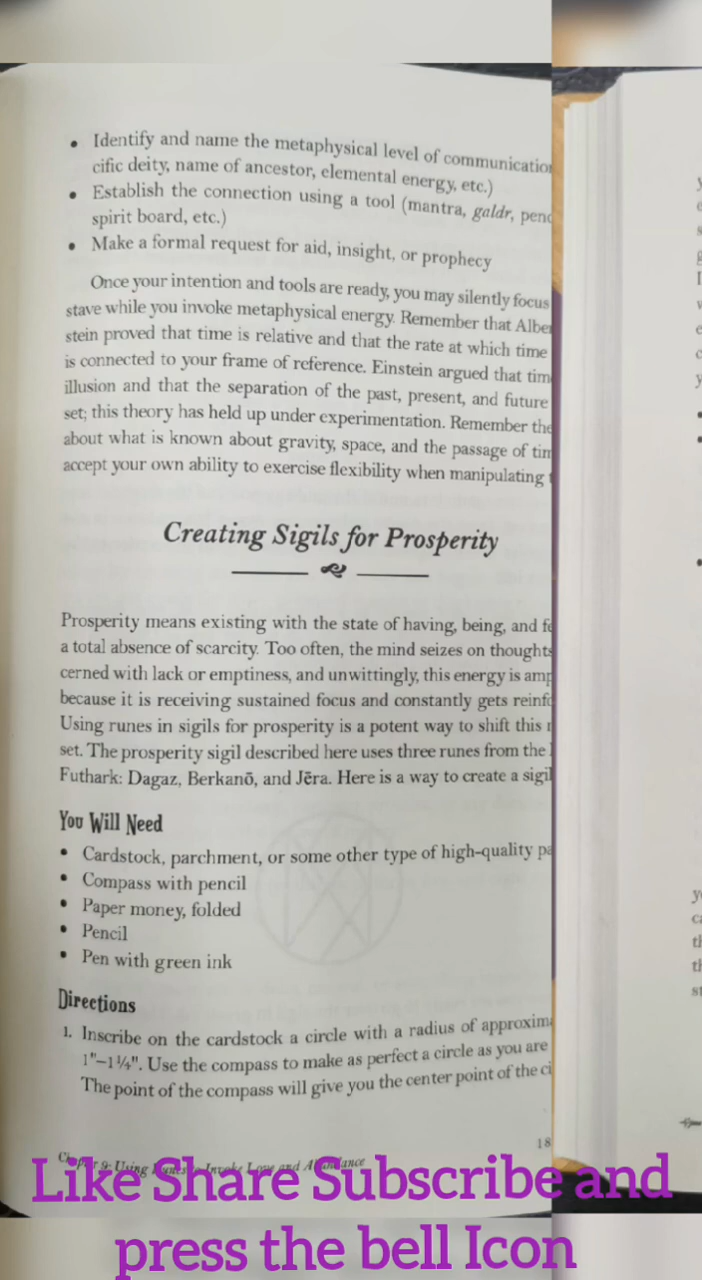 • Identify and name the metaphysical level of communication
cific deity, name of ancestor, elemental energy, etc.)
• Establish the connection using a tool (mantra, galdr, pend
spirit board, etc.)
• Make a formal request for aid, insight, or prophecy
Once your intention and tools are ready, you may silently focus
stave while you invoke metaphysical energy. Remember that Albe
stein proved that time is relative and that the rate at which time
is connected to your frame of reference. Einstein argued that tim
illusion and that the separation of the past, present, and future
set; this theory has held up under experimentation. Remember the
about what is known about gravity, space, and the passage of tim
accept your own ability to exercise flexibility when manipulating
Creating Sigils for Prosperity
Prosperity means existing with the state of having, being, and fe
a total absence of scarcity. Too often, the mind seizes on thoughts
cerned with lack or emptiness, and unwittingly, this energy is amp
because it is receiving sustained focus and constantly gets reinfo
Using runes in sigils for prosperity is a potent way to shift this
set. The prosperity sigil described here uses three runes from the
Futhark: Dagaz, Berkanō, and Jēra. Here is a way to create a sigil
You Will Need
• Cardstock, parchment, or some other type of high-quality pa
• Compass with pencil
• Paper money, folded
• Pencil
• Pen with green ink
Directions
1. Inscribe on the cardstock a circle with a radius of approxima
1"–1¼". Use the compass to make as perfect a circle as you are
The point of the compass will give you the center point of the ci
18
Chapter 9: Using Runes to Invoke Love and Abundance
Like Share Subscribe and
press the bell Icon